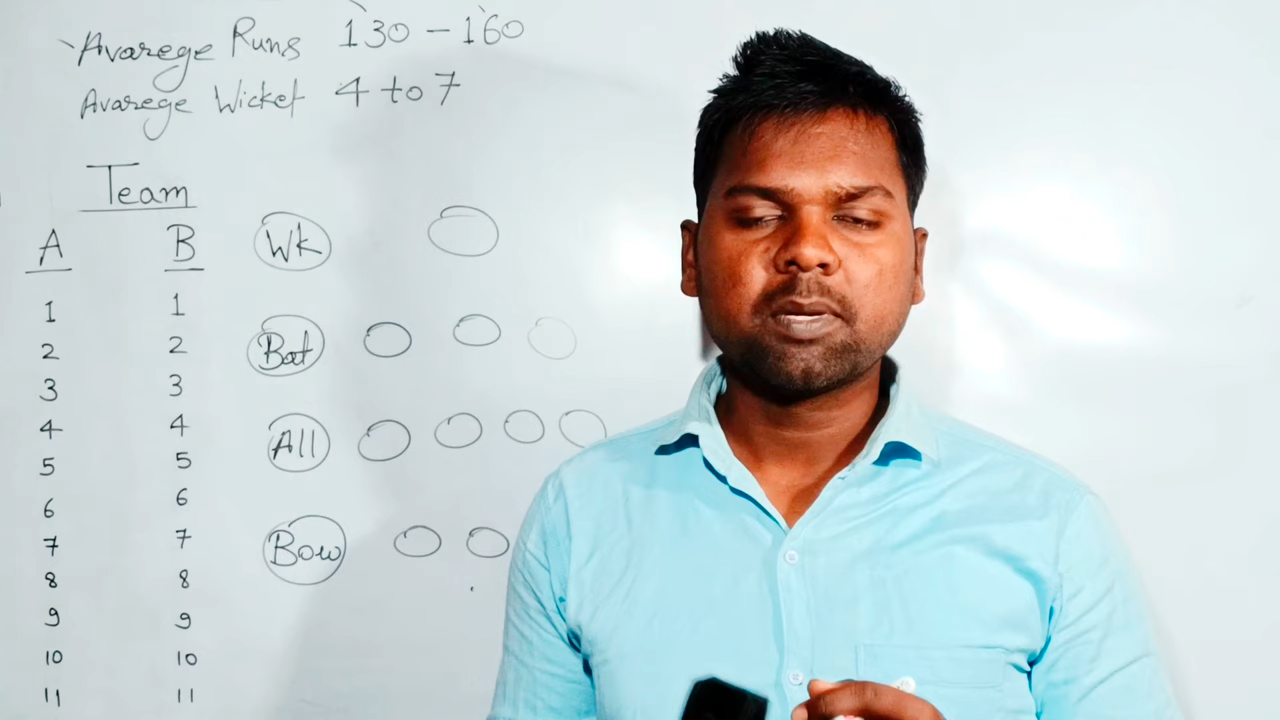 Avarege Runs 130 - 160
Avarege Wicket 4 to 7
Team
A B Wk
1 1
2 2 Bat
3 3
4 4 All
5 5
6 6
7 7 Bow
8 8
9 9
10 10
11 11